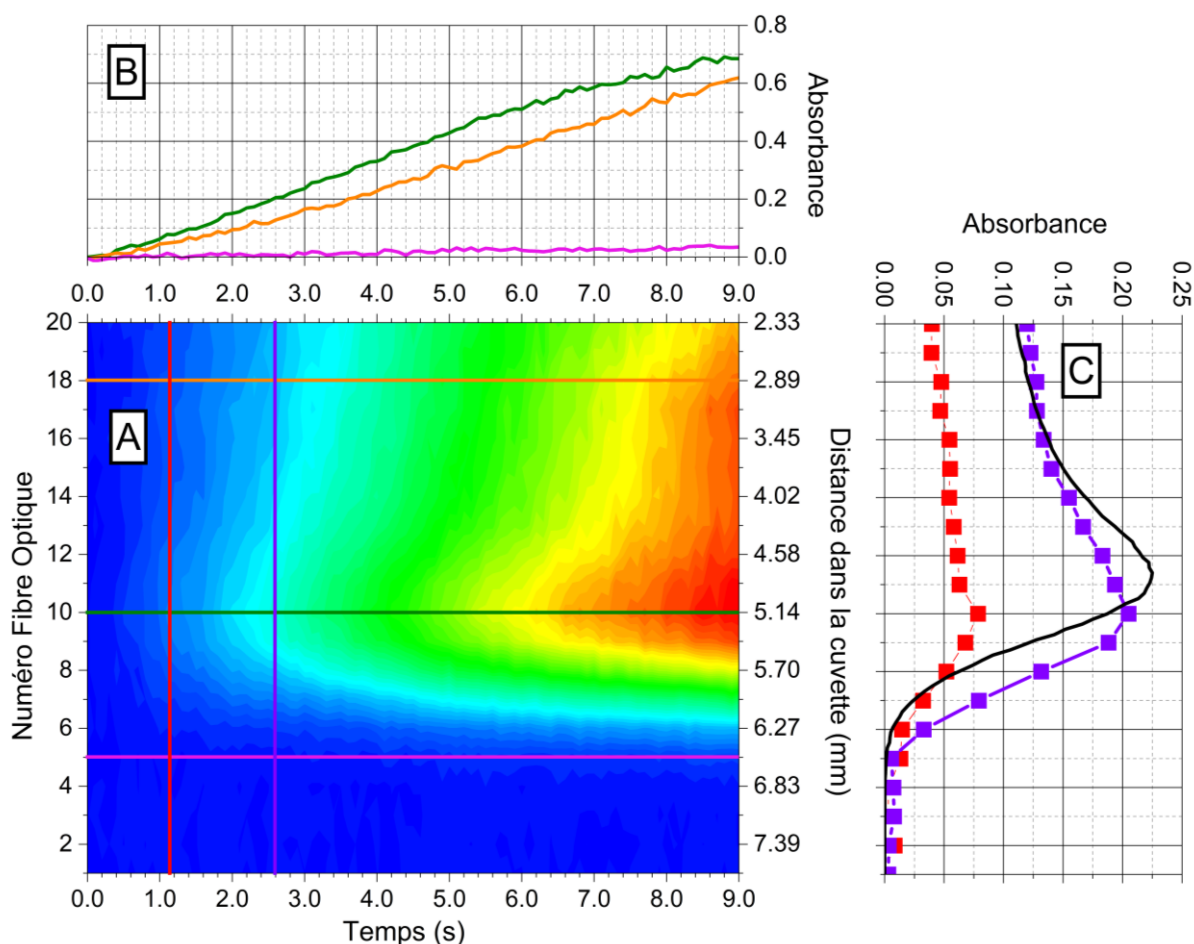 B
0.8
0.6
0.4
0.2
0.0
Absorbance
0.0 1.0 2.0 3.0 4.0 5.0 6.0 7.0 8.0 9.0
Absorbance
0.00 0.05 0.10 0.15 0.20 0.25
C
A
Numéro Fibre Optique
20
18
16
14
12
10
8
6
4
2
2.33
2.89
3.45
4.02
4.58
5.14
5.70
6.27
6.83
7.39
Distance dans la cuvette (mm)
0.0 1.0 2.0 3.0 4.0 5.0 6.0 7.0 8.0 9.0
Temps (s)